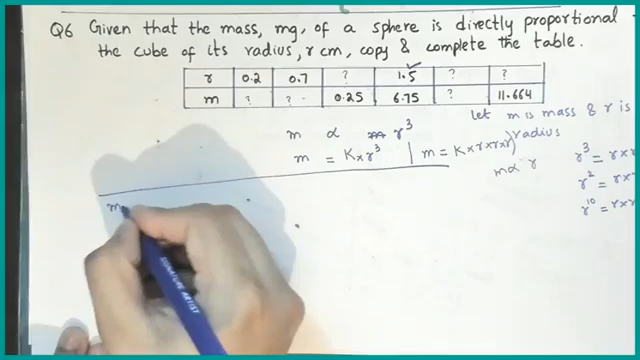 Q6 Given that the mass, mg, of a sphere is directly proportional
the cube of its radius, r cm, copy & complete the table.
r 0.2 0.7 ? 1.5 ? ?
m ? ? 0.25 6.75 ? 11.664
let m is mass & r is
radius
m ∝ r³
m = K×r³ | m = K×r×r×r
m∝ r
r³ = r×r
r² = r×
r¹⁰ = r×r
m
SIGNATURE ARTIST